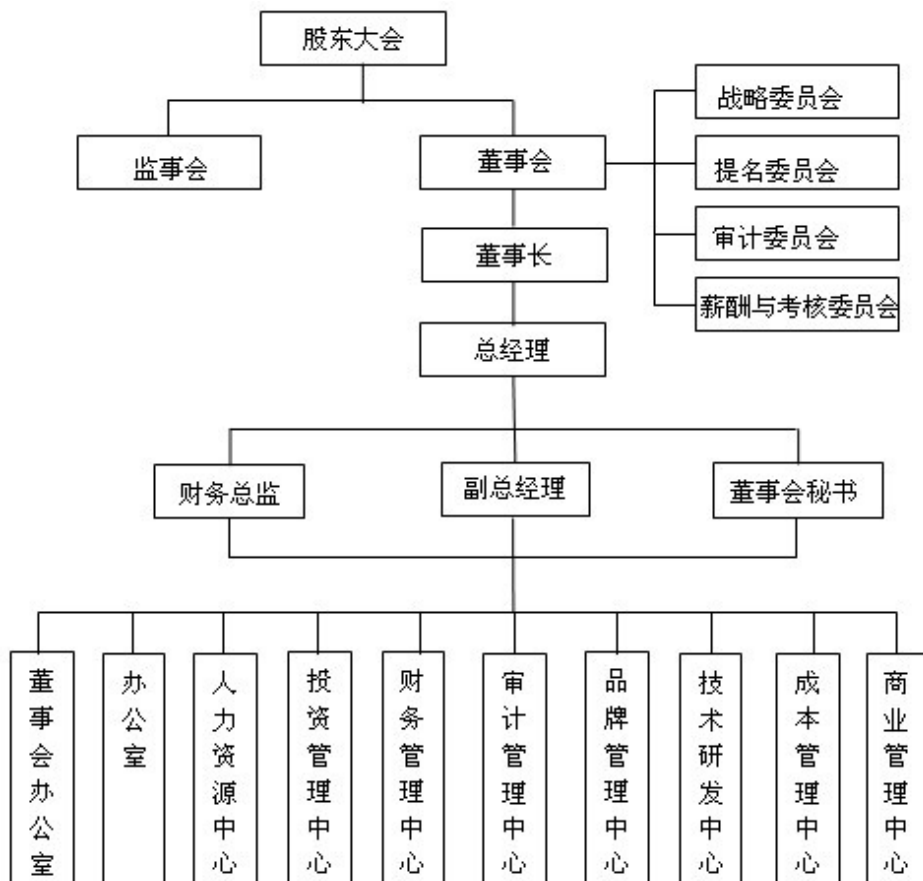 股东大会
战略委员会
监事会
董事会
提名委员会
董事长
审计委员会
总经理
薪酬与考核委员会
财务总监
副总经理
董事会秘书
董事会办公室
办公室
人力资源中心
投资管理中心
财务管理中心
审计管理中心
品牌管理中心
技术研发中心
成本管理中心
商业管理中心